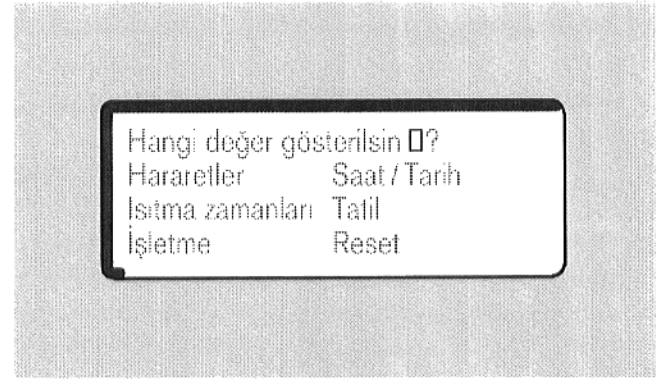 Hangi değer gösterilsin ▯?
Hararetler Saat / Tarih
Isıtma zamanları Tatil
İşletme Reset